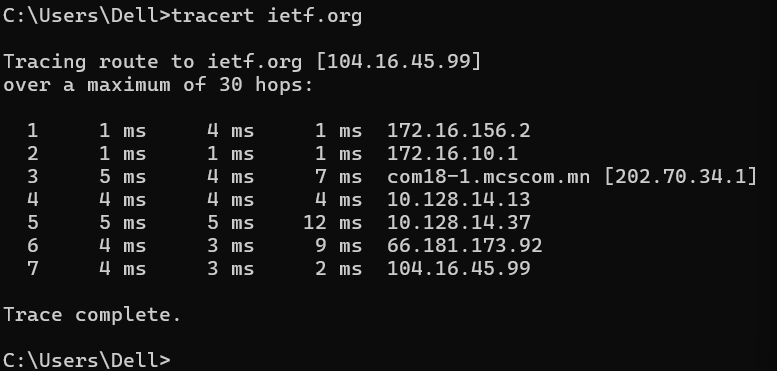 C:\Users\Dell>tracert ietf.org
Tracing route to ietf.org [104.16.45.99]
over a maximum of 30 hops:
1 1 ms 4 ms 1 ms 172.16.156.2
2 1 ms 1 ms 1 ms 172.16.10.1
3 5 ms 4 ms 7 ms com18-1.mcscom.mn [202.70.34.1]
4 4 ms 4 ms 4 ms 10.128.14.13
5 5 ms 5 ms 12 ms 10.128.14.37
6 4 ms 3 ms 9 ms 66.181.173.92
7 4 ms 3 ms 2 ms 104.16.45.99
Trace complete.
C:\Users\Dell>